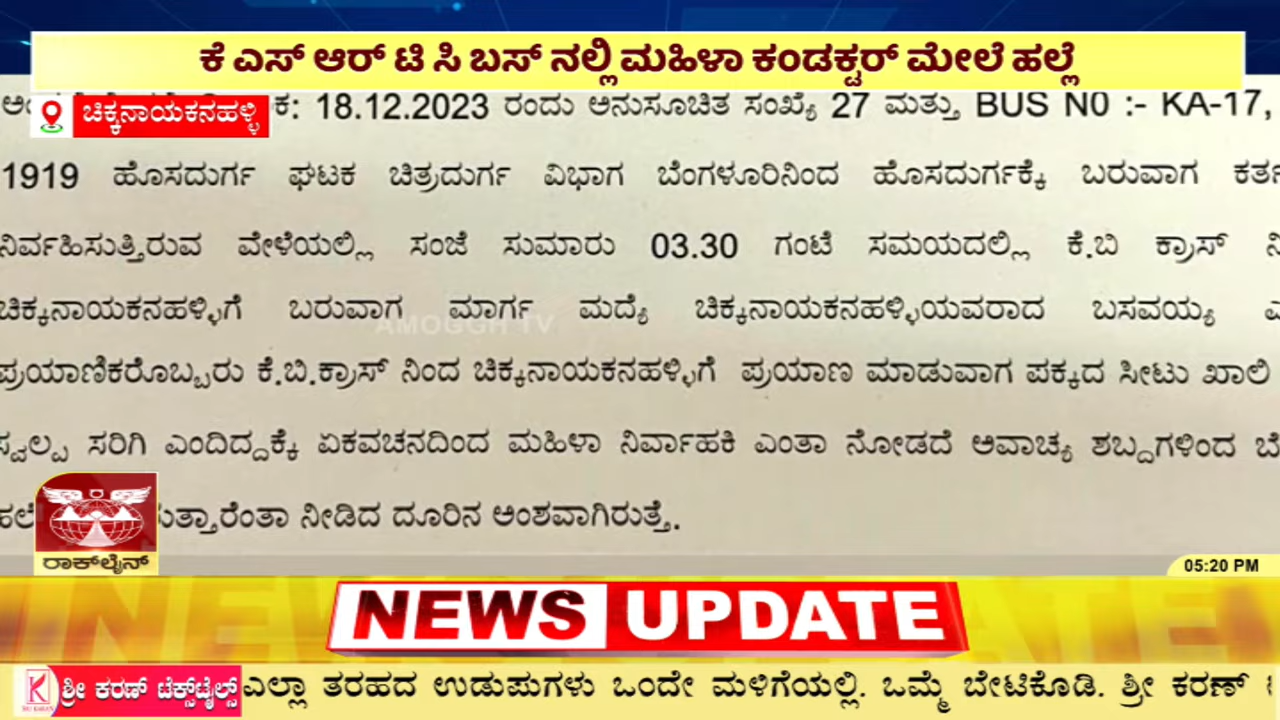 ಕೆ ಎಸ್ ಆರ್ ಟಿ ಸಿ ಬಸ್ ನಲ್ಲಿ ಮಹಿಳಾ ಕಂಡಕ್ಟರ್ ಮೇಲೆ ಹಲ್ಲೆ
ಚಿಕ್ಕನಾಯಕನಹಳ್ಳಿ
ಕ: 18.12.2023 ರಂದು ಅನುಸೂಚಿತ ಸಂಖ್ಯೆ 27 ಮತ್ತು BUS N0 :- KA-17,
1919 ಹೊಸದುರ್ಗ ಘಟಕ ಚಿತ್ರದುರ್ಗ ವಿಭಾಗ ಬೆಂಗಳೂರಿನಿಂದ ಹೊಸದುರ್ಗಕ್ಕೆ ಬರುವಾಗ
ನಿರ್ವಹಿಸುತ್ತಿರುವ ವೇಳೆಯಲ್ಲಿ ಸಂಜೆ ಸುಮಾರು 03.30 ಗಂಟೆ ಸಮಯದಲ್ಲಿ ಕೆ.ಬಿ ಕ್ರಾಸ್
ಚಿಕ್ಕನಾಯಕನಹಳ್ಳಿಗೆ ಬರುವಾಗ ಮಾರ್ಗ ಮದ್ಯೆ ಚಿಕ್ಕನಾಯಕನಹಳ್ಳಿಯವರಾದ ಬಸವಯ್ಯ
AMOGGH TV
ಪ್ರಯಾಣಿಕರೊಬ್ಬರು ಕೆ.ಬಿ.ಕ್ರಾಸ್ ನಿಂದ ಚಿಕ್ಕನಾಯಕನಹಳ್ಳಿಗೆ ಪ್ರಯಾಣ ಮಾಡುವಾಗ ಪಕ್ಕದ ಸೀಟು ಖಾಲಿ
ಸ್ವಲ್ಪ ಸರಿಗಿ ಎಂದಿದ್ದಕ್ಕೆ ಏಕವಚನದಿಂದ ಮಹಿಳಾ ನಿರ್ವಾಹಕಿ ಎಂತಾ ನೋಡದೆ ಅವಾಚ್ಯ ಶಬ್ದಗಳಿಂದ
ನೀಡಿದ ದೂರಿನ ಅಂಶವಾಗಿರುತ್ತೆ.
ರಾಕ್‌ಲೈನ್
05:20 PM
NEWS UPDATE
ಶ್ರೀ ಕರಣ್ ಟೆಕ್ಸ್‌ಟೈಲ್ಸ್ ಎಲ್ಲಾ ತರಹದ ಉಡುಪುಗಳು ಒಂದೇ ಮಳಿಗೆಯಲ್ಲಿ. ಒಮ್ಮೆ ಬೇಟಿಕೊಡಿ. ಶ್ರೀ ಕರಣ್